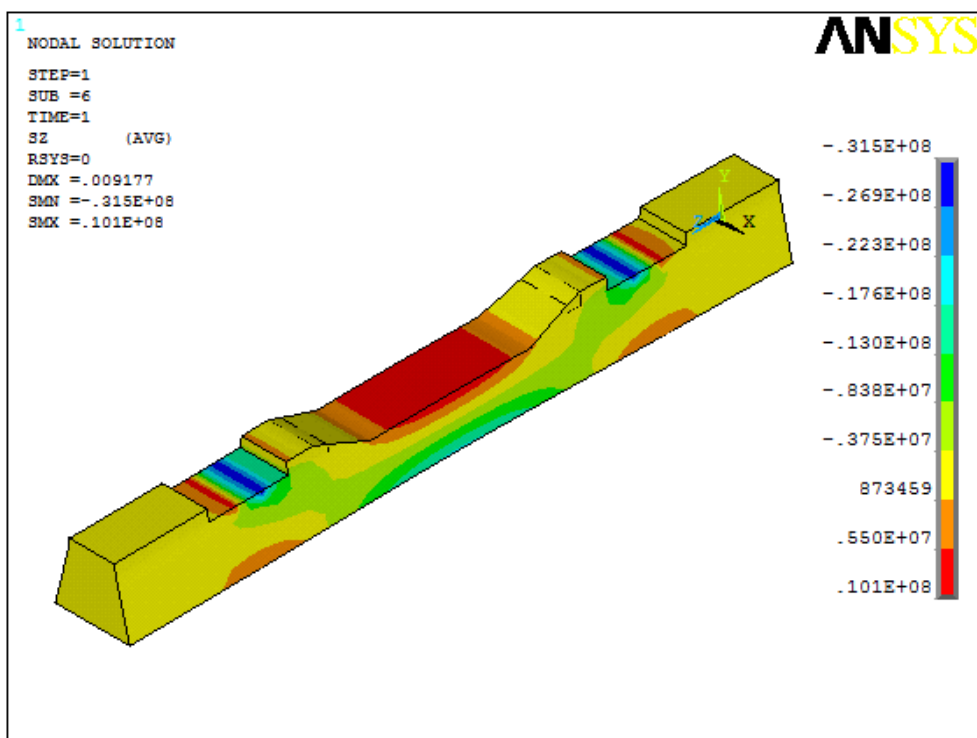 1
NODAL SOLUTION
STEP=1
SUB =6
TIME=1
SZ (AVG)
RSYS=0
DMX =.009177
SMN =-.315E+08
SMX =.101E+08
ANSYS
-.315E+08
-.269E+08
-.223E+08
-.176E+08
-.130E+08
-.838E+07
-.375E+07
873459
.550E+07
.101E+08
Y
Z
X